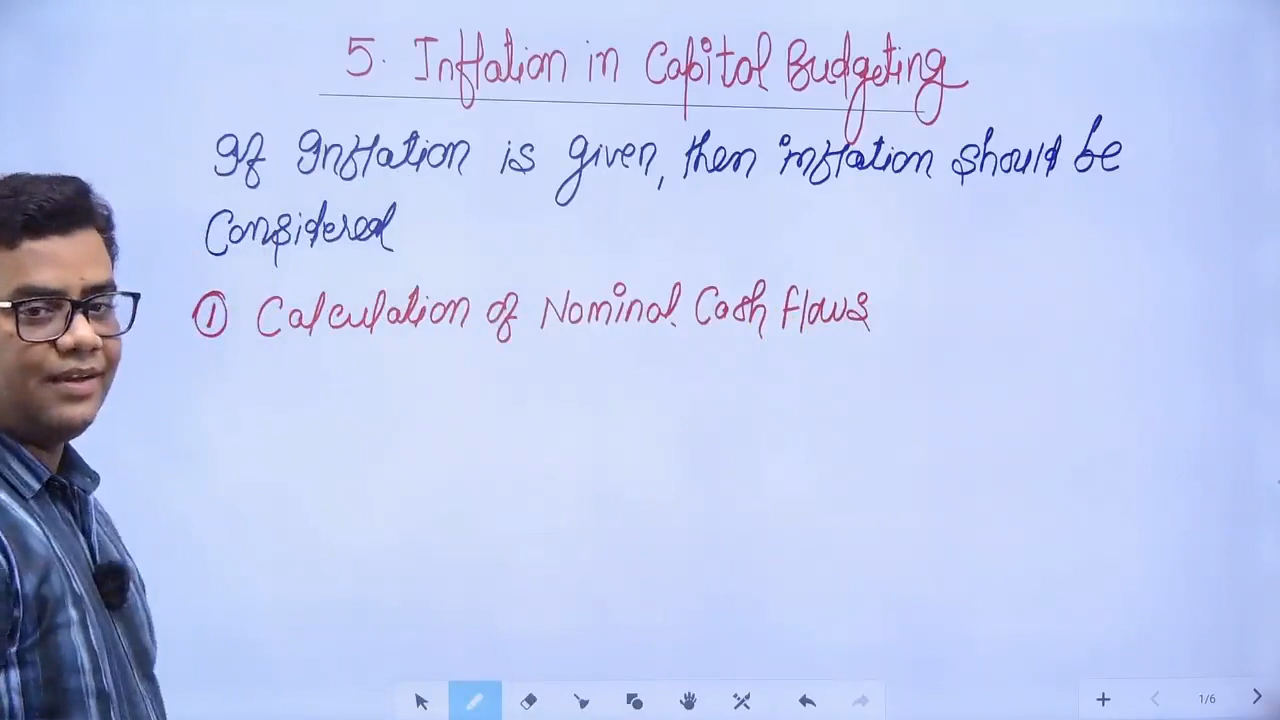 5. Inflation in Capital Budgeting
If Inflation is given, then inflation should be
Considered
① Calculation of Nominal Cash flows
1/6